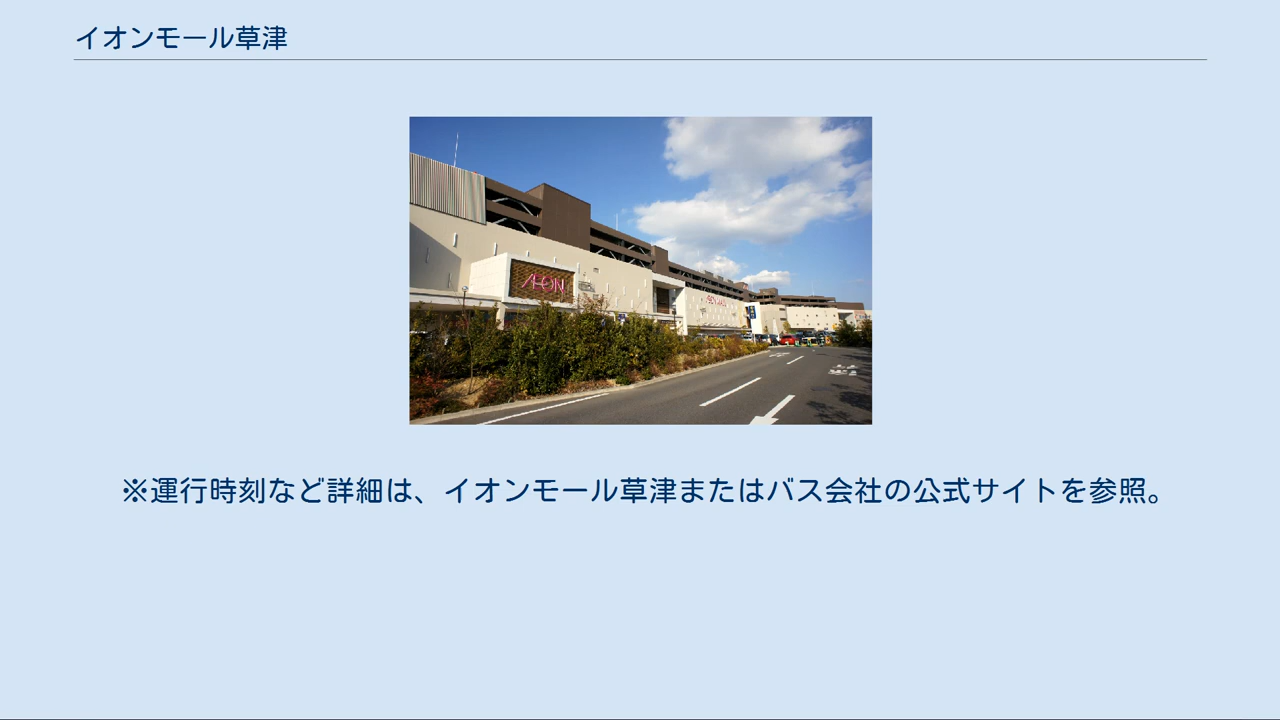 イオンモール草津
ÆON
※運行時刻など詳細は、イオンモール草津またはバス会社の公式サイトを参照。